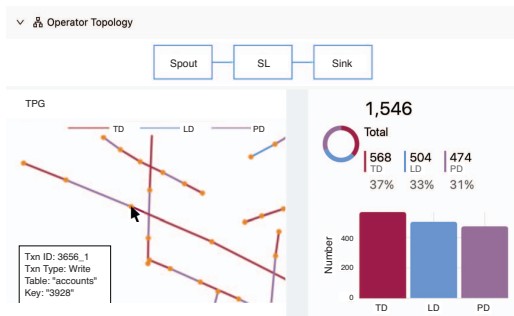 Operator Topology
Spout SL Sink
TPG
TD LD PD
Txn ID: 3656_1
Txn Type: Write
Table: "accounts"
Key: "3928"
1,546
Total
568 504 474
TD LD PD
37% 33% 31%
Number
400
200
0
TD LD PD